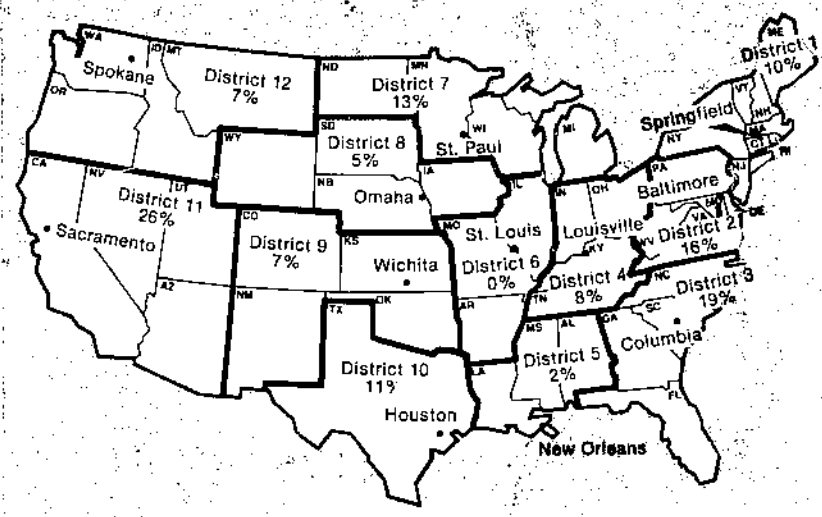 WA
Spokane
ID
MT
District 12
7%
OR
ND
MN
District 7
13%
WI
St. Paul
MI
ME
District 1
10%
VT
NH
Springfield
NY
MA
CT
RI
WY
SD
District 8
5%
NB
Omaha
IA
CA
NV
UT
District 11
26%
Sacramento
AZ
CO
District 9
7%
KS
Wichita
NM
OK
TX
District 10
11%
Houston
MO
IL
St. Louis
District 6
0%
AR
IN
OH
Louisville
KY
District 4
8%
TN
PA
NJ
Baltimore
DE
VA
WV
District 2
16%
NC
District 3
19%
SC
Columbia
GA
FL
MS
AL
District 5
2%
LA
New Orleans